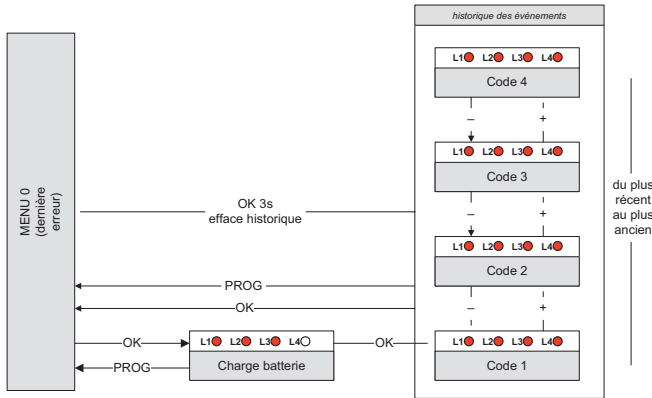 historique des événements
L1 L2 L3 L4
Code 4
– +
L1 L2 L3 L4
Code 3
– +
L1 L2 L3 L4
Code 2
– +
L1 L2 L3 L4
Code 1
du plus
récent
au plus
ancien
MENU 0
(dernière
erreur)
OK 3s
efface historique
PROG
OK
OK
L1 L2 L3 L4
Charge batterie
OK
PROG